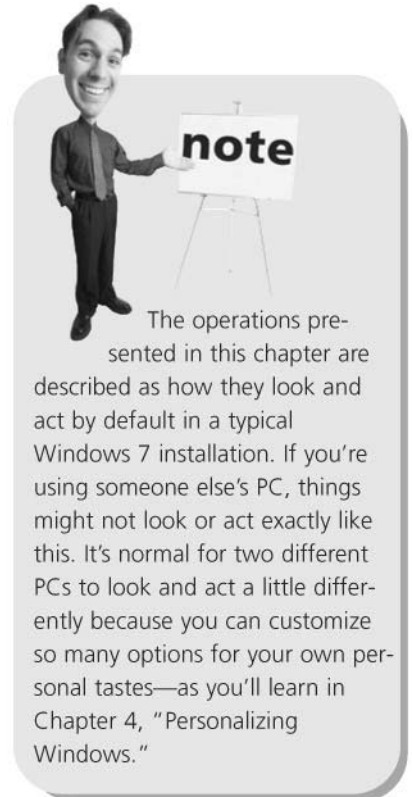 note
The operations pre-
sented in this chapter are
described as how they look and
act by default in a typical
Windows 7 installation. If you’re
using someone else’s PC, things
might not look or act exactly like
this. It’s normal for two different
PCs to look and act a little differ-
ently because you can customize
so many options for your own per-
sonal tastes—as you’ll learn in
Chapter 4, “Personalizing
Windows.”